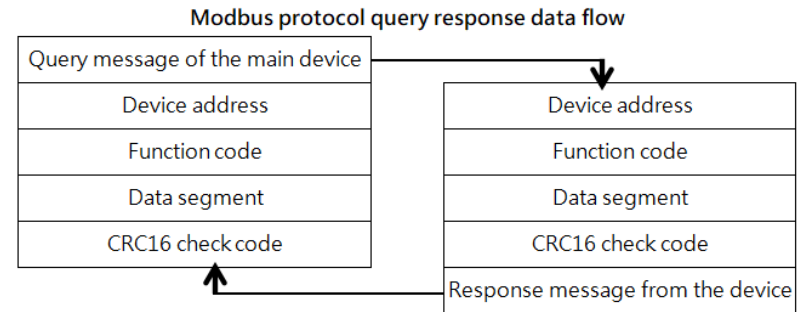 Modbus protocol query response data flow
Query message of the main device
Device address
Function code
Data segment
CRC16 check code
Device address
Function code
Data segment
CRC16 check code
Response message from the device